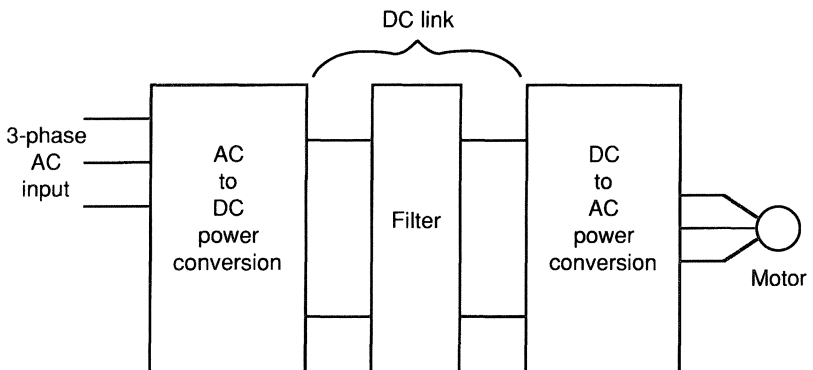 DC link
3-phase
AC
input
AC
to
DC
power
conversion
Filter
DC
to
AC
power
conversion
Motor